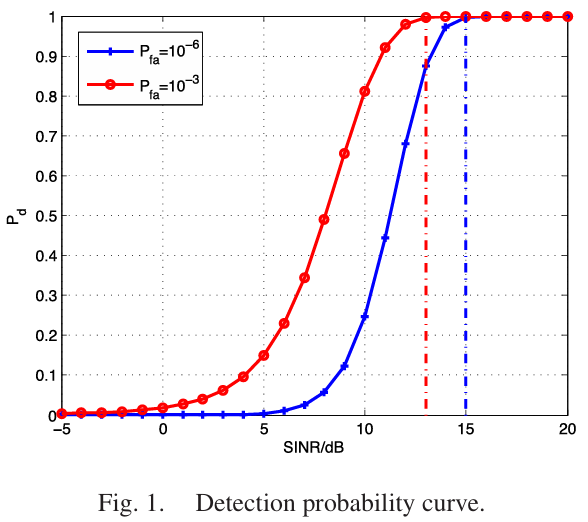 1
0.9
0.8
0.7
0.6
0.5
0.4
0.3
0.2
0.1
0
P_d
P_fa=10^−6
P_fa=10^−3
−5 0 5 10 15 20
SINR/dB
Fig. 1. Detection probability curve.